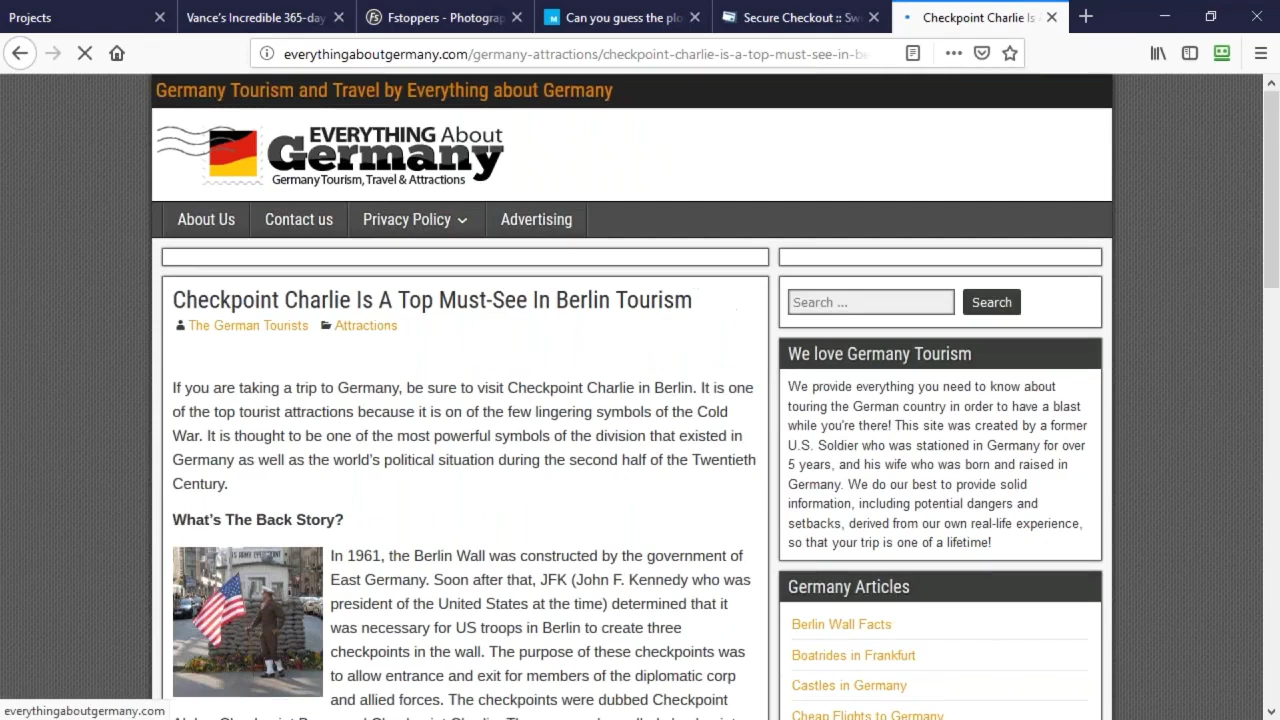 Projects
Vance's Incredible 365-day
Fstoppers - Photograp
Can you guess the plo
Secure Checkout :: Sw
Checkpoint Charlie Is
everythingaboutgermany.com/germany-attractions/checkpoint-charlie-is-a-top-must-see-in-be
Germany Tourism and Travel by Everything about Germany
EVERYTHING About
Germany
Germany Tourism, Travel & Attractions
About Us
Contact us
Privacy Policy
Advertising
Checkpoint Charlie Is A Top Must-See In Berlin Tourism
The German Tourists
Attractions
If you are taking a trip to Germany, be sure to visit Checkpoint Charlie in Berlin. It is one
of the top tourist attractions because it is on of the few lingering symbols of the Cold
War. It is thought to be one of the most powerful symbols of the division that existed in
Germany as well as the world's political situation during the second half of the Twentieth
Century.
What's The Back Story?
In 1961, the Berlin Wall was constructed by the government of
East Germany. Soon after that, JFK (John F. Kennedy who was
president of the United States at the time) determined that it
was necessary for US troops in Berlin to create three
checkpoints in the wall. The purpose of these checkpoints was
to allow entrance and exit for members of the diplomatic corp
and allied forces. The checkpoints were dubbed Checkpoint
Search ...
Search
We love Germany Tourism
We provide everything you need to know about
touring the German country in order to have a blast
while you're there! This site was created by a former
U.S. Soldier who was stationed in Germany for over
5 years, and his wife who was born and raised in
Germany. We do our best to provide solid
information, including potential dangers and
setbacks, derived from our own real-life experience,
so that your trip is one of a lifetime!
Germany Articles
Berlin Wall Facts
Boatrides in Frankfurt
Castles in Germany
Cheap Flights to Germany
everythingaboutgermany.com